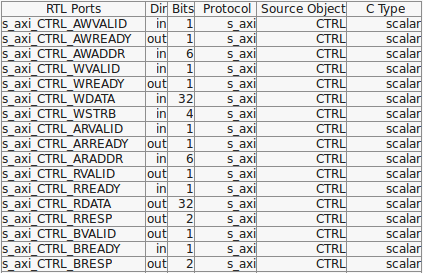 RTL Ports Dir Bits Protocol Source Object C Type
s_axi_CTRL_AWVALID in 1 s_axi CTRL scalar
s_axi_CTRL_AWREADY out 1 s_axi CTRL scalar
s_axi_CTRL_AWADDR in 6 s_axi CTRL scalar
s_axi_CTRL_WVALID in 1 s_axi CTRL scalar
s_axi_CTRL_WREADY out 1 s_axi CTRL scalar
s_axi_CTRL_WDATA in 32 s_axi CTRL scalar
s_axi_CTRL_WSTRB in 4 s_axi CTRL scalar
s_axi_CTRL_ARVALID in 1 s_axi CTRL scalar
s_axi_CTRL_ARREADY out 1 s_axi CTRL scalar
s_axi_CTRL_ARADDR in 6 s_axi CTRL scalar
s_axi_CTRL_RVALID out 1 s_axi CTRL scalar
s_axi_CTRL_RREADY in 1 s_axi CTRL scalar
s_axi_CTRL_RDATA out 32 s_axi CTRL scalar
s_axi_CTRL_RRESP out 2 s_axi CTRL scalar
s_axi_CTRL_BVALID out 1 s_axi CTRL scalar
s_axi_CTRL_BREADY in 1 s_axi CTRL scalar
s_axi_CTRL_BRESP out 2 s_axi CTRL scalar